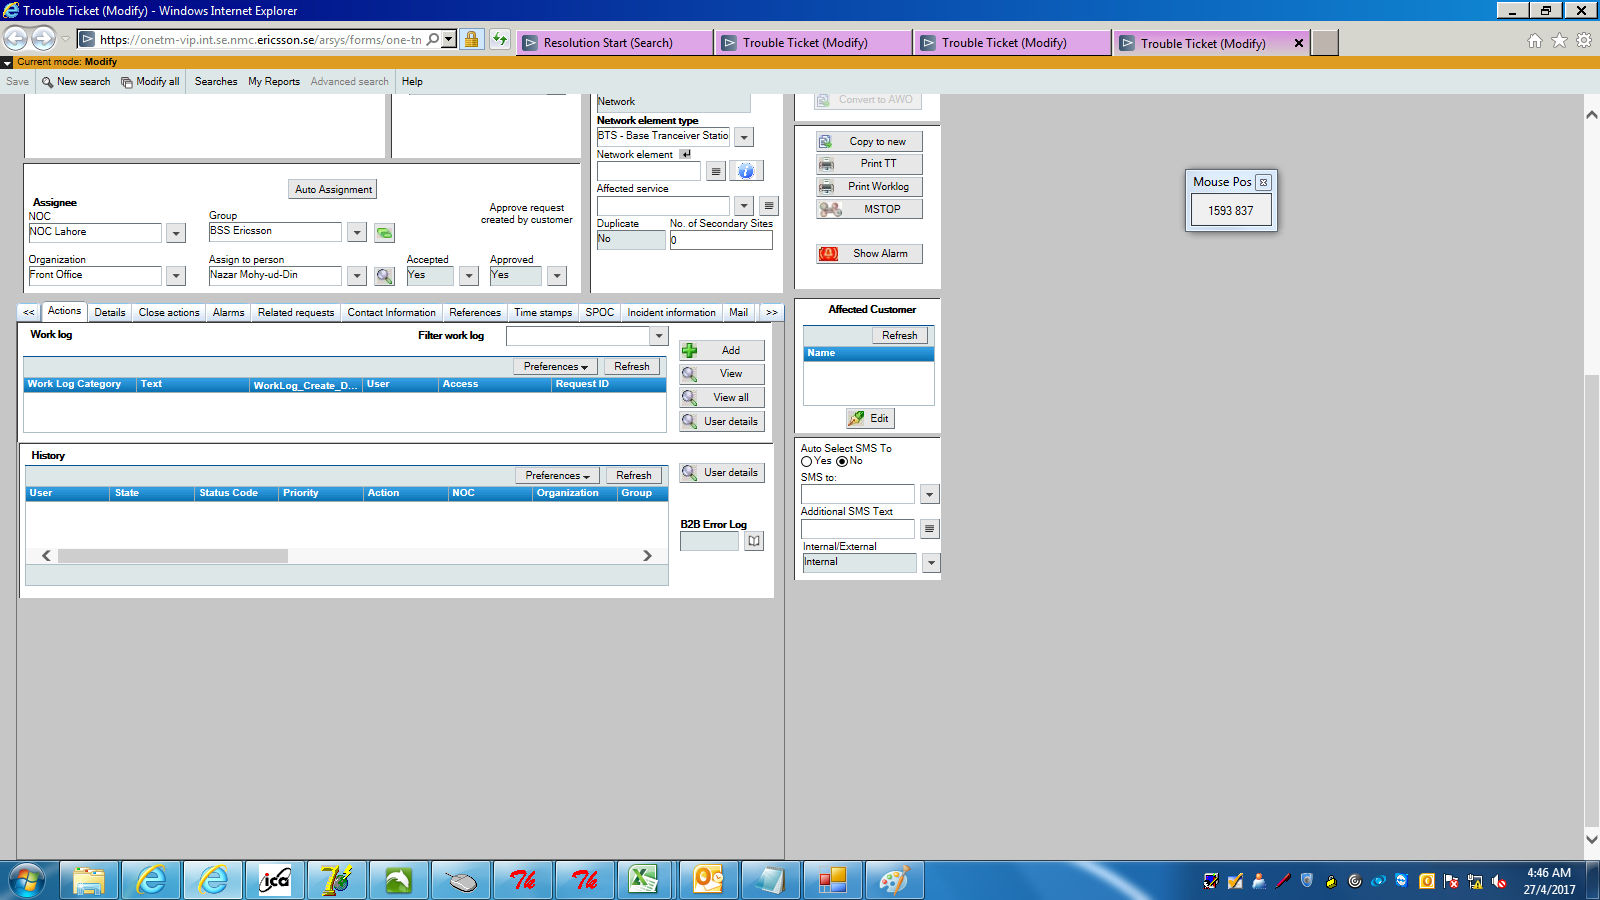 Trouble Ticket (Modify) - Windows Internet Explorer
https://onetm-vip.int.se.nmc.ericsson.se/arsys/forms/one-tn
Resolution Start (Search)
Trouble Ticket (Modify)
Trouble Ticket (Modify)
Trouble Ticket (Modify)
Current mode: Modify
Save
New search
Modify all
Searches
My Reports
Advanced search
Help
Network
Network element type
BTS - Base Tranceiver Statio
Network element
Affected service
Duplicate
No. of Secondary Sites
No
0
Auto Assignment
Assignee
NOC
NOC Lahore
Group
BSS Ericsson
Approve request
created by customer
Organization
Front Office
Assign to person
Nazar Mohy-ud-Din
Accepted
Yes
Approved
Yes
Convert to AWO
Copy to new
Print TT
Print Worklog
MSTOP
Show Alarm
Mouse Pos
1593 837
<<
Actions
Details
Close actions
Alarms
Related requests
Contact Information
References
Time stamps
SPOC
Incident information
Mail
>>
Work log
Filter work log
Preferences
Refresh
Work Log Category
Text
WorkLog_Create_D...
User
Access
Request ID
Add
View
View all
User details
History
Preferences
Refresh
User
State
Status Code
Priority
Action
NOC
Organization
Group
User details
B2B Error Log
Affected Customer
Refresh
Name
Edit
Auto Select SMS To
Yes
No
SMS to:
Additional SMS Text
Internal/External
Internal
ica
7
Th
Th
4:46 AM
27/4/2017